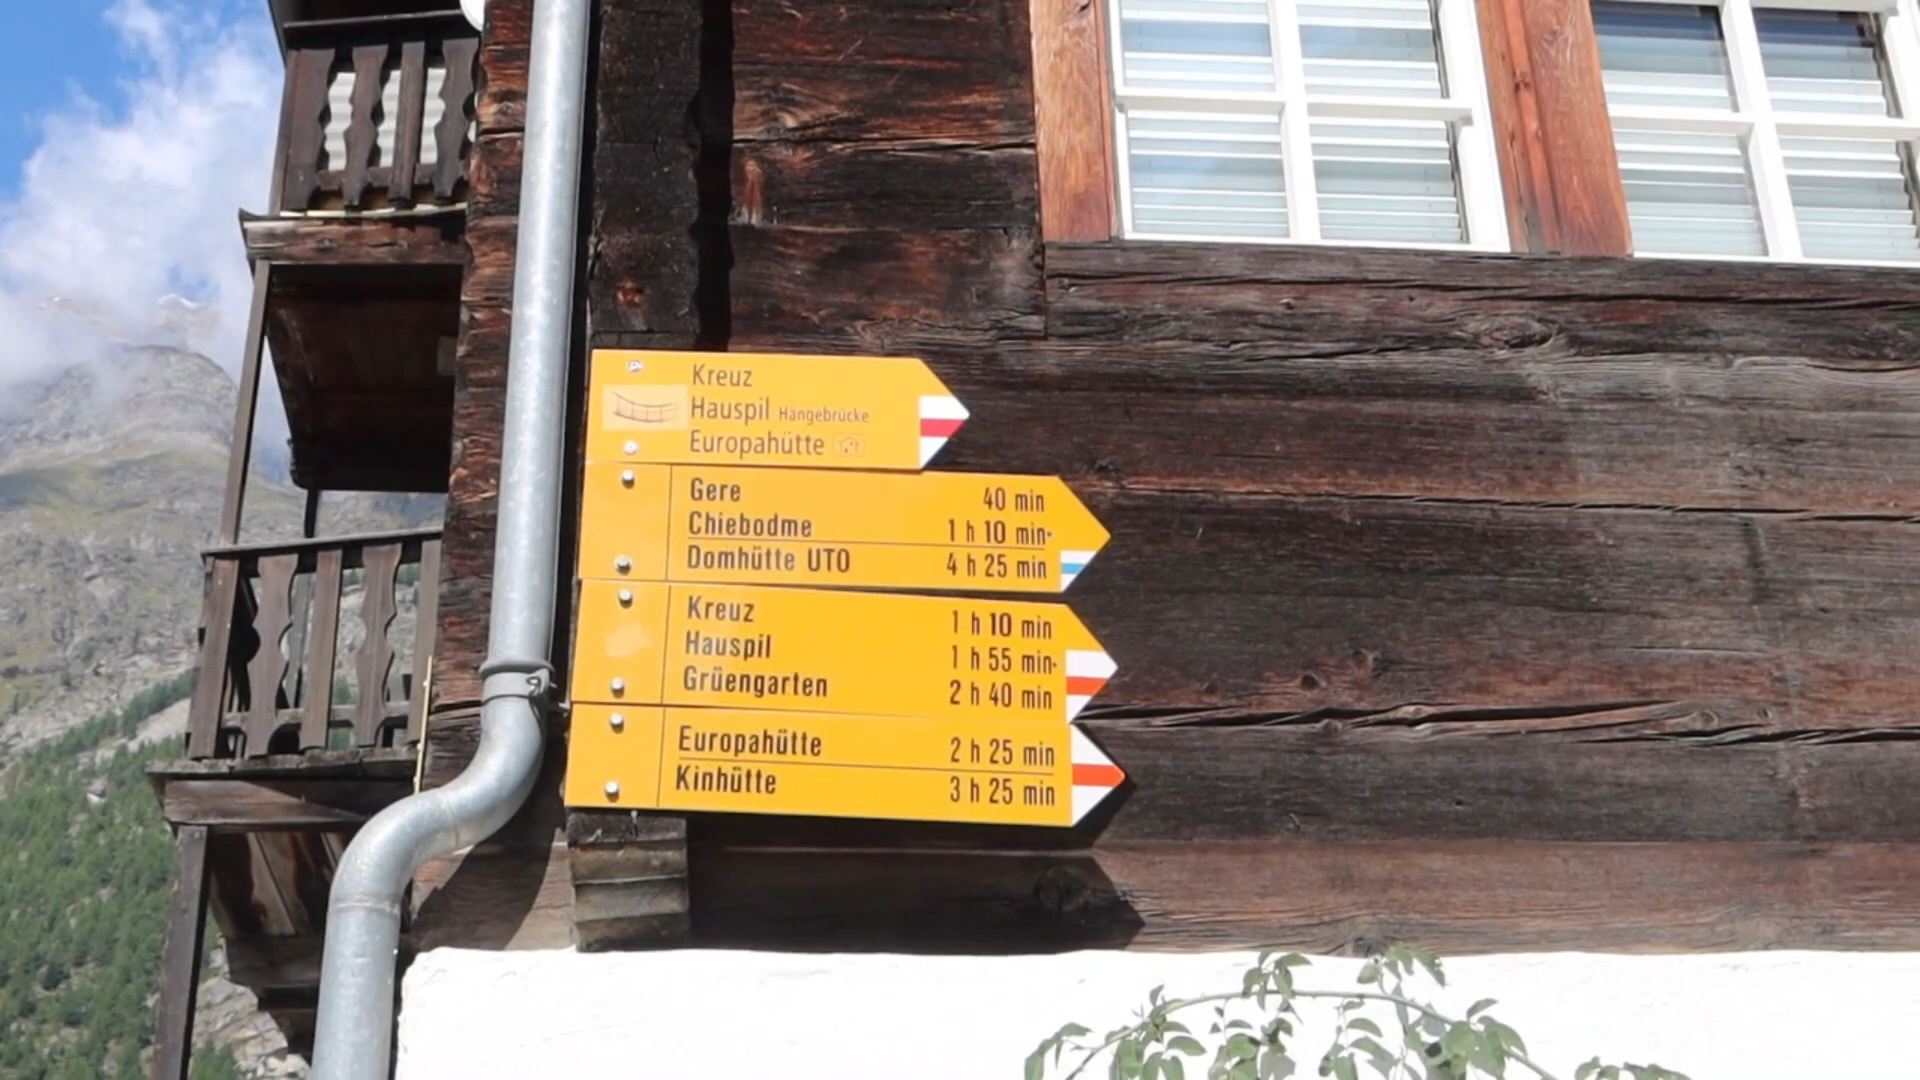 Kreuz
Hauspil Hängebrücke
Europahütte
Gere 40 min
Chiebodme 1 h 10 min
Domhütte UTO 4 h 25 min
Kreuz 1 h 10 min
Hauspil 1 h 55 min
Grüengarten 2 h 40 min
Europahütte 2 h 25 min
Kinhütte 3 h 25 min